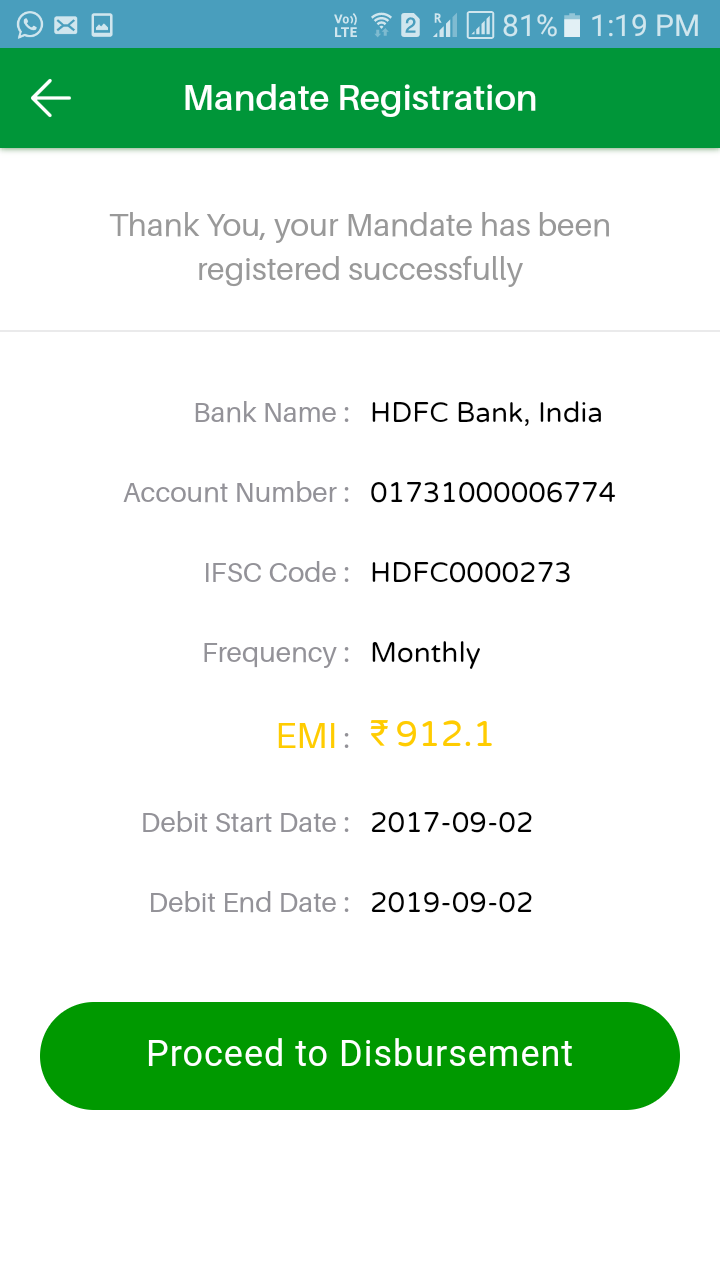 Vo)) LTE 2 R 81% 1:19 PM
Mandate Registration
Thank You, your Mandate has been
registered successfully
Bank Name : HDFC Bank, India
Account Number : 01731000006774
IFSC Code : HDFC0000273
Frequency : Monthly
EMI : ₹ 912.1
Debit Start Date : 2017-09-02
Debit End Date : 2019-09-02
Proceed to Disbursement